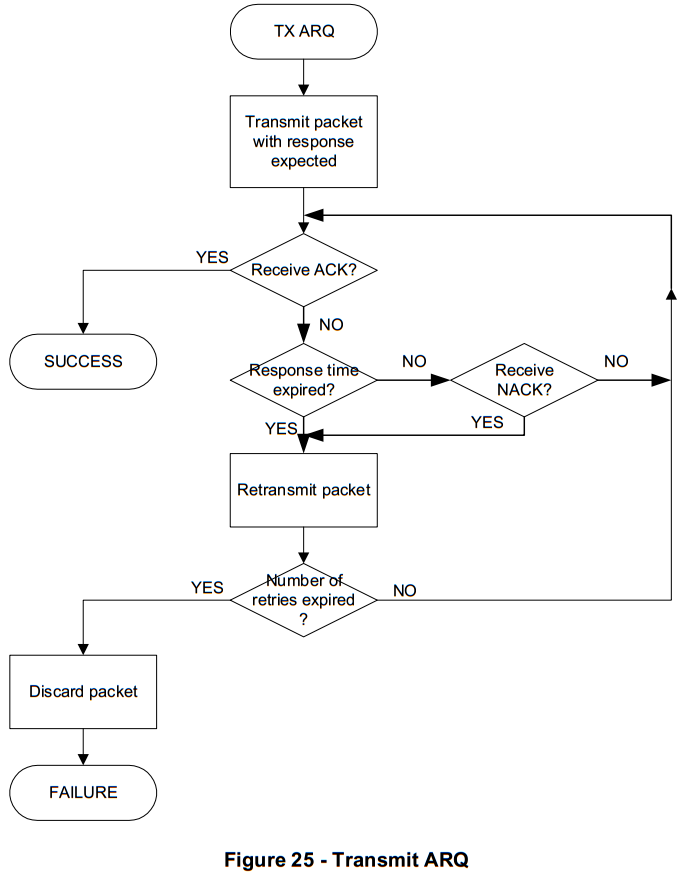 TX ARQ
Transmit packet
with response
expected
YES
Receive ACK?
NO
SUCCESS
Response time
expired?
NO
Receive
NACK?
NO
YES
YES
Retransmit packet
YES
Number of
retries expired
?
NO
Discard packet
FAILURE
Figure 25 - Transmit ARQ